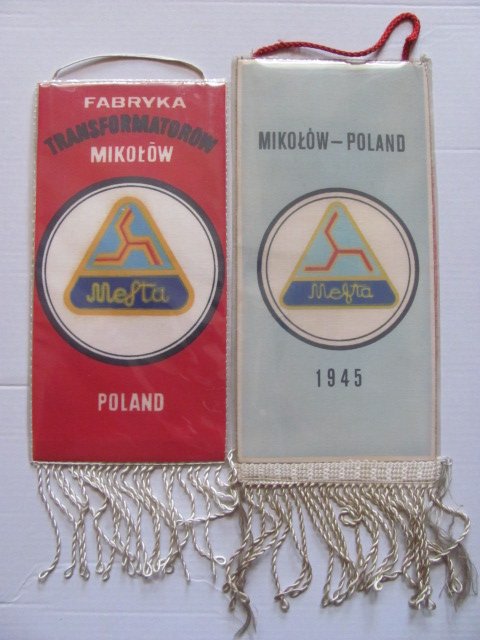 FABRYKA
TRANSFORMATORÓW
MIKOŁÓW
Mefta
POLAND
MIKOŁÓW–POLAND
Mefta
1945